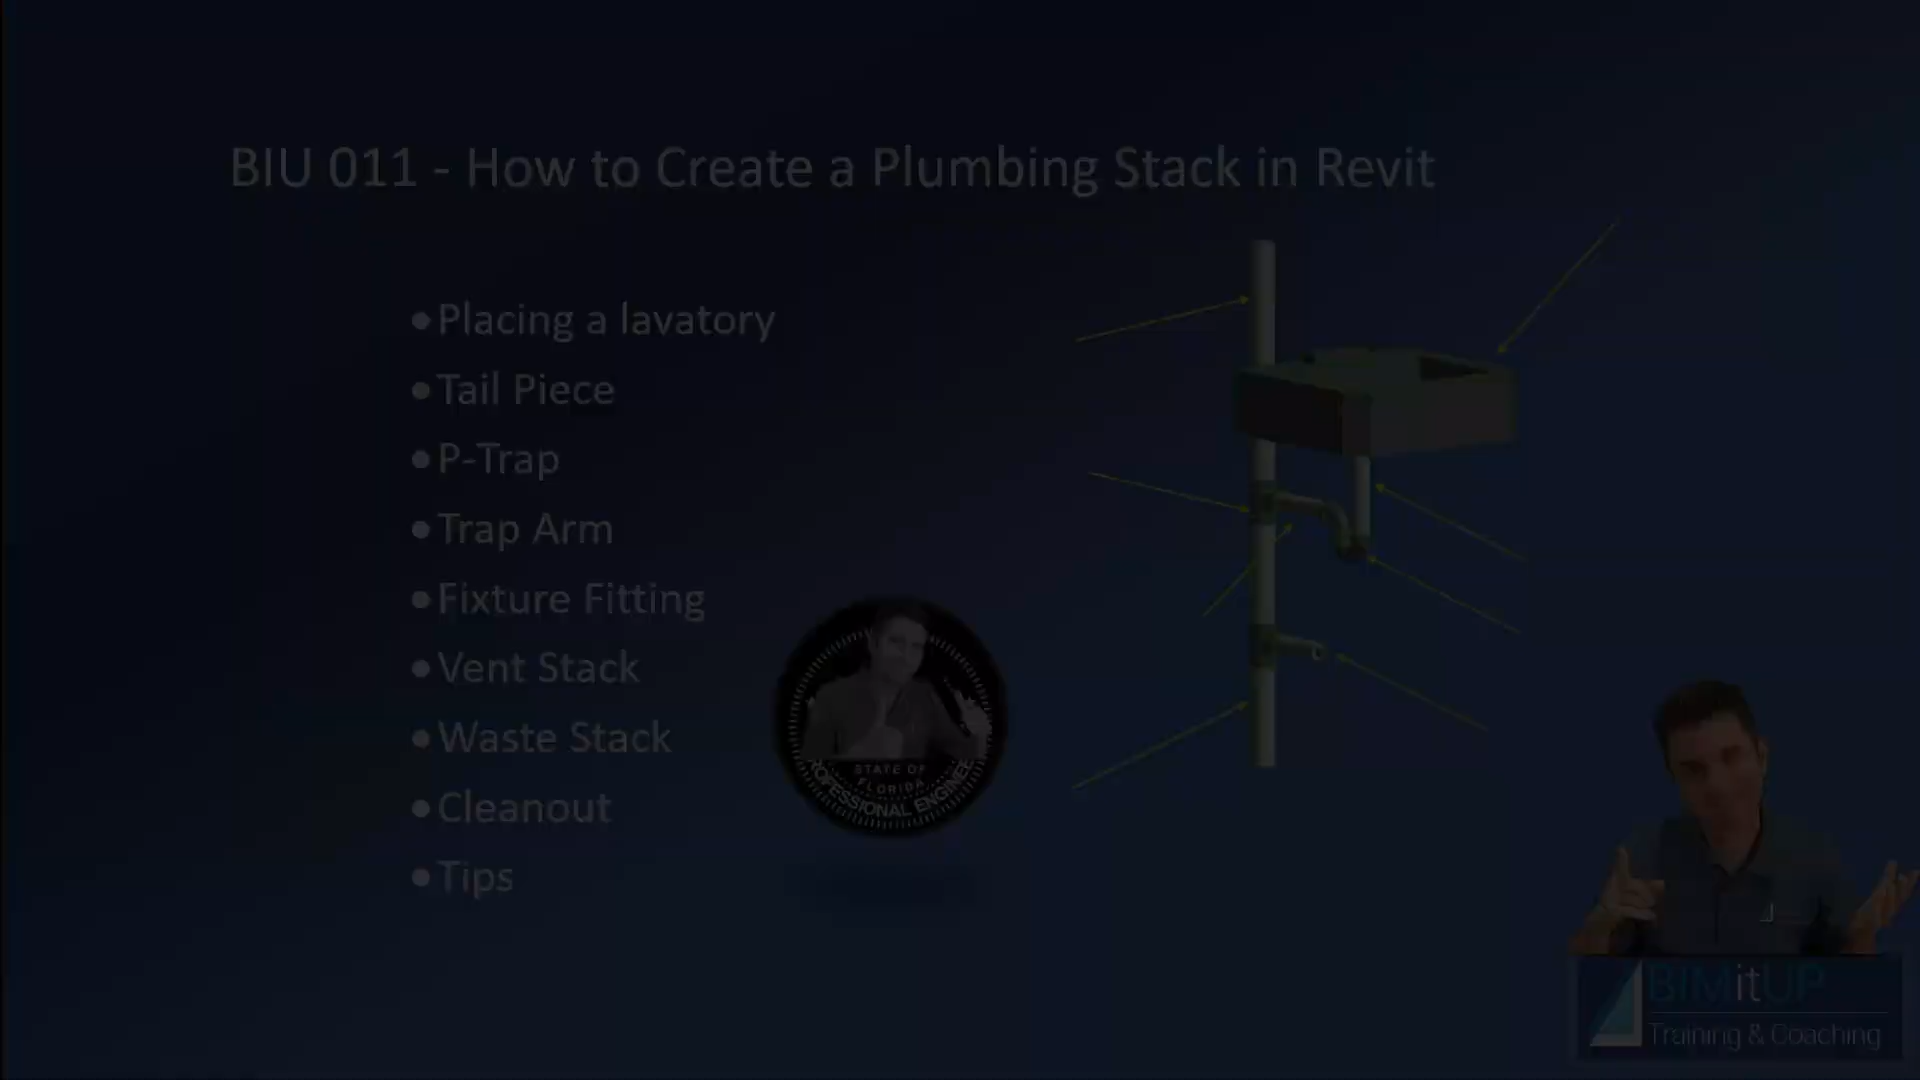 BIU 011 - How to Create a Plumbing Stack in Revit
•Placing a lavatory
•Tail Piece
•P-Trap
•Trap Arm
•Fixture Fitting
•Vent Stack
•Waste Stack
•Cleanout
•Tips
STATE OF
FLORIDA
PROFESSIONAL ENGINEER
BIMitUP
Training & Coaching